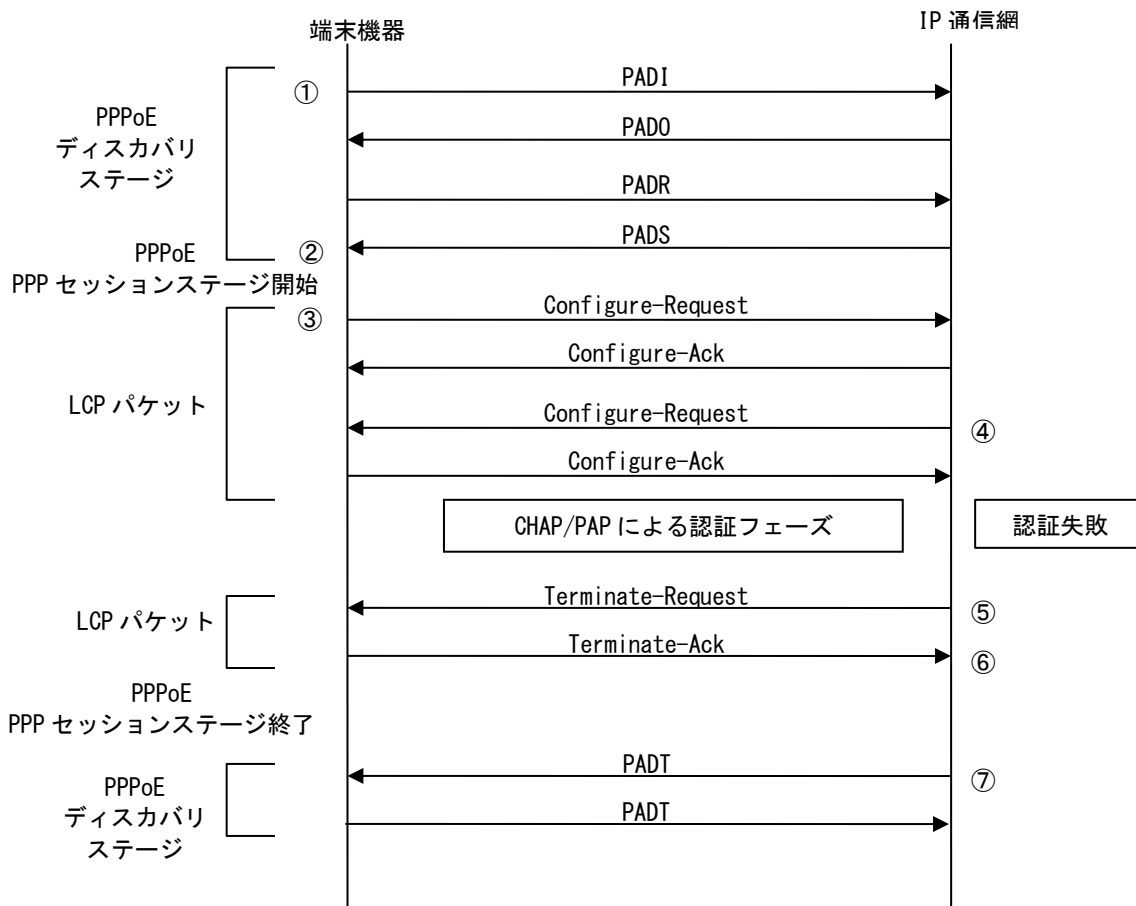 端末機器
IP 通信網
PPPoE
ディスカバリ
ステージ
①
PADI
PADO
PADR
②
PADS
PPPoE
PPP セッションステージ開始
③
Configure-Request
Configure-Ack
LCP パケット
Configure-Request
④
Configure-Ack
CHAP/PAP による認証フェーズ
認証失敗
LCP パケット
Terminate-Request
⑤
Terminate-Ack
⑥
PPPoE
PPP セッションステージ終了
PPPoE
ディスカバリ
ステージ
PADT
⑦
PADT